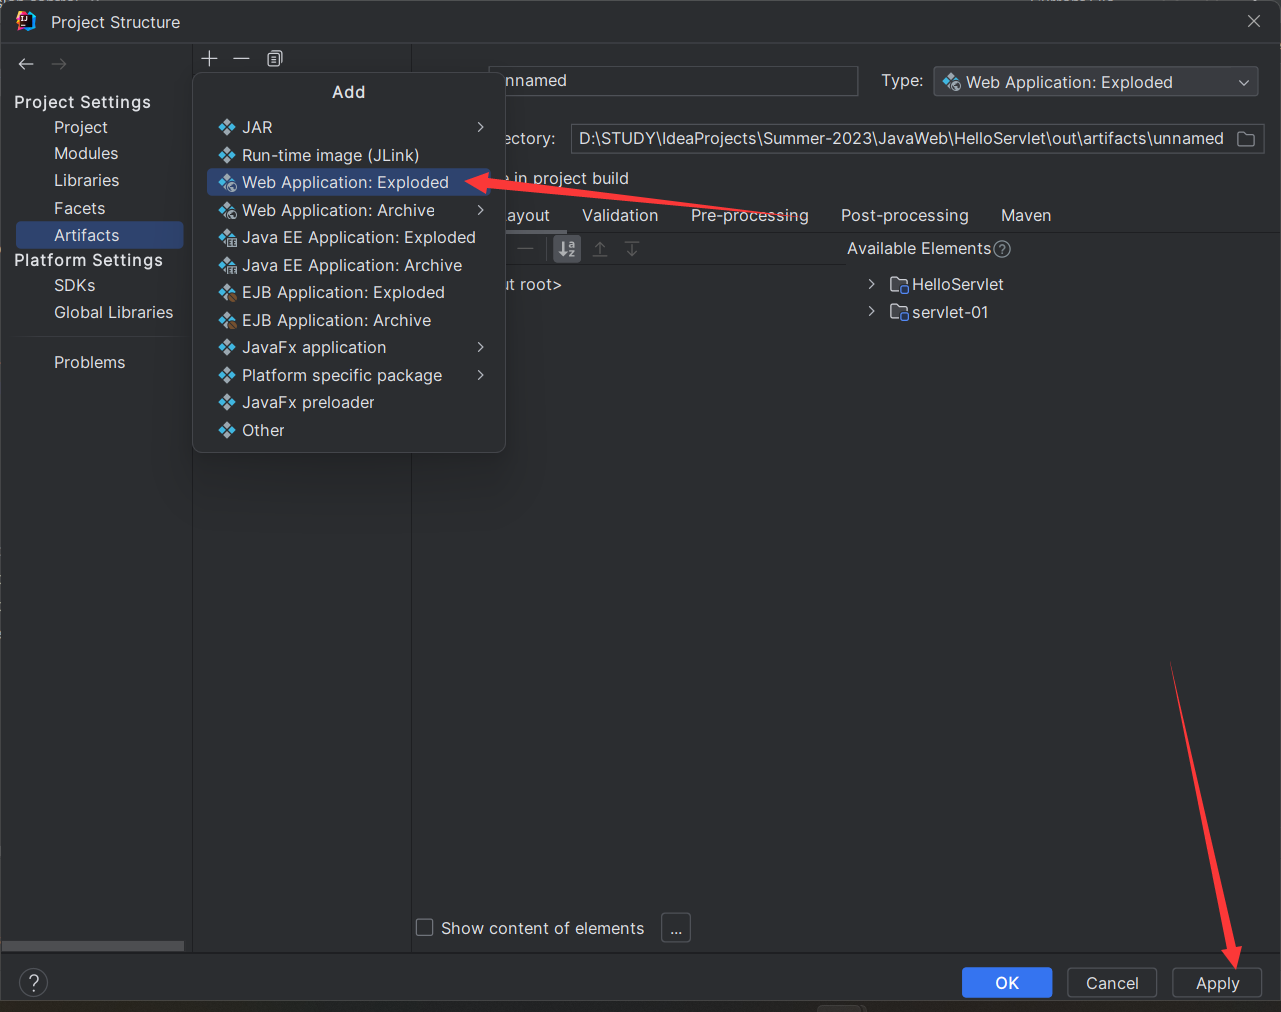 Project Structure
Project Settings
Project
Modules
Libraries
Facets
Artifacts
Platform Settings
SDKs
Global Libraries
Problems
Add
JAR
Run-time image (JLink)
Web Application: Exploded
Web Application: Archive
Java EE Application: Exploded
Java EE Application: Archive
EJB Application: Exploded
EJB Application: Archive
JavaFx application
Platform specific package
JavaFx preloader
Other
nnamed
Type: Web Application: Exploded
ectory: D:\STUDY\IdeaProjects\Summer-2023\JavaWeb\HelloServlet\out\artifacts\unnamed
e in project build
ayout Validation Pre-processing Post-processing Maven
Available Elements ?
ut root>
HelloServlet
servlet-01
Show content of elements ...
? OK Cancel Apply